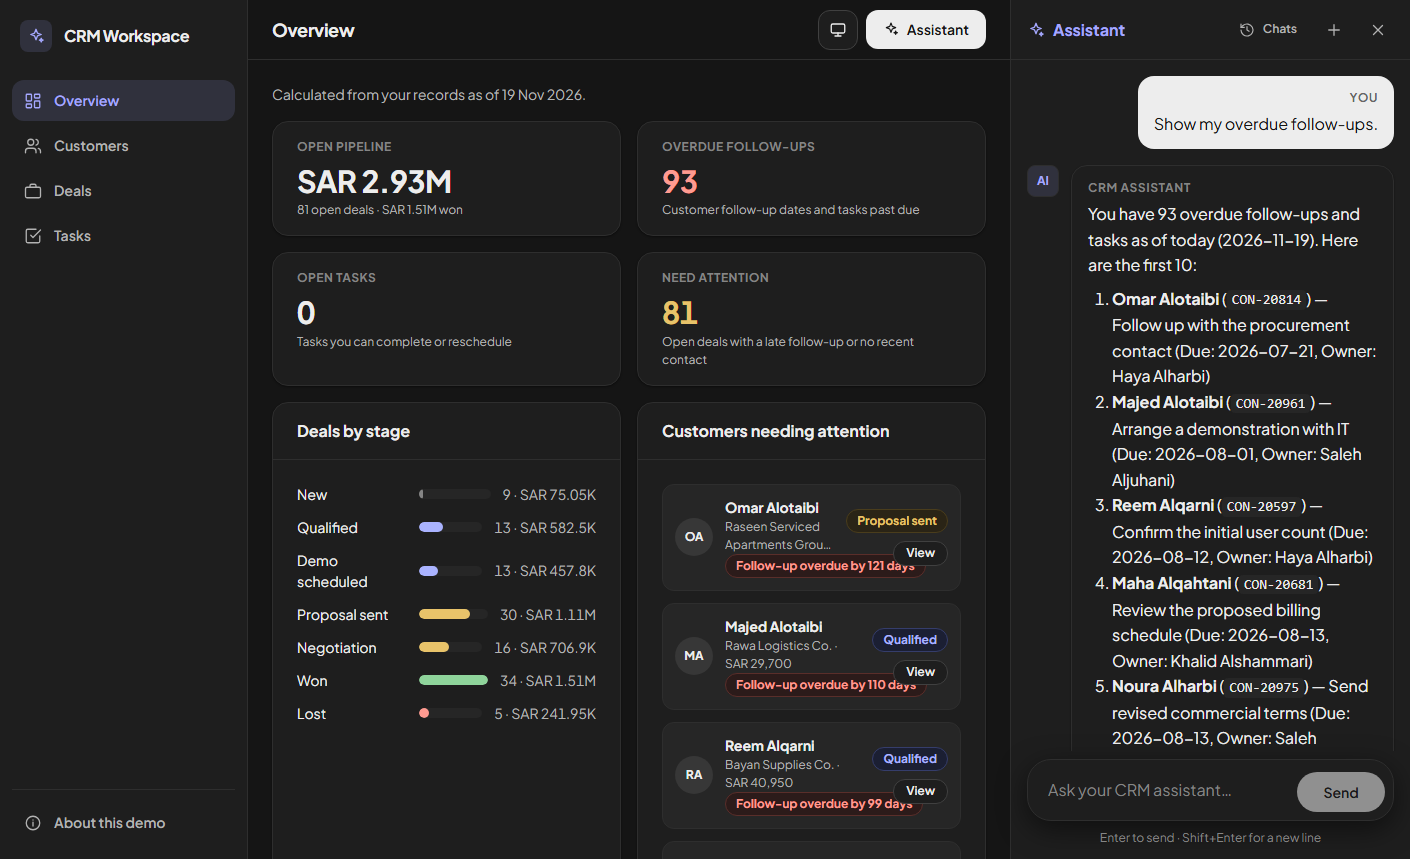 CRM Workspace
Overview
Customers
Deals
Tasks
About this demo
Overview
Assistant
Calculated from your records as of 19 Nov 2026.
OPEN PIPELINE
SAR 2.93M
81 open deals · SAR 1.51M won
OVERDUE FOLLOW-UPS
93
Customer follow-up dates and tasks past due
OPEN TASKS
0
Tasks you can complete or reschedule
NEED ATTENTION
81
Open deals with a late follow-up or no recent
contact
Deals by stage
New 9 · SAR 75.05K
Qualified 13 · SAR 582.5K
Demo
scheduled 13 · SAR 457.8K
Proposal sent 30 · SAR 1.11M
Negotiation 16 · SAR 706.9K
Won 34 · SAR 1.51M
Lost 5 · SAR 241.95K
Customers needing attention
OA
Omar Alotaibi
Raseen Serviced
Apartments Grou…
Proposal sent
View
Follow-up overdue by 121 days
MA
Majed Alotaibi
Rawa Logistics Co. ·
SAR 29,700
Qualified
View
Follow-up overdue by 110 days
RA
Reem Alqarni
Bayan Supplies Co. ·
SAR 40,950
Qualified
View
Follow-up overdue by 99 days
Assistant
Chats
YOU
Show my overdue follow-ups.
AI
CRM ASSISTANT
You have 93 overdue follow-ups and
tasks as of today (2026-11-19). Here
are the first 10:
1. Omar Alotaibi ( CON-20814 ) —
Follow up with the procurement
contact (Due: 2026-07-21, Owner:
Haya Alharbi)
2. Majed Alotaibi ( CON-20961 ) —
Arrange a demonstration with IT
(Due: 2026-08-01, Owner: Saleh
Aljuhani)
3. Reem Alqarni ( CON-20597 ) —
Confirm the initial user count (Due:
2026-08-12, Owner: Haya Alharbi)
4. Maha Alqahtani ( CON-20681 ) —
Review the proposed billing
schedule (Due: 2026-08-13,
Owner: Khalid Alshammari)
5. Noura Alharbi ( CON-20975 ) — Send
revised commercial terms (Due:
2026-08-13, Owner: Saleh
Ask your CRM assistant…
Send
Enter to send · Shift+Enter for a new line